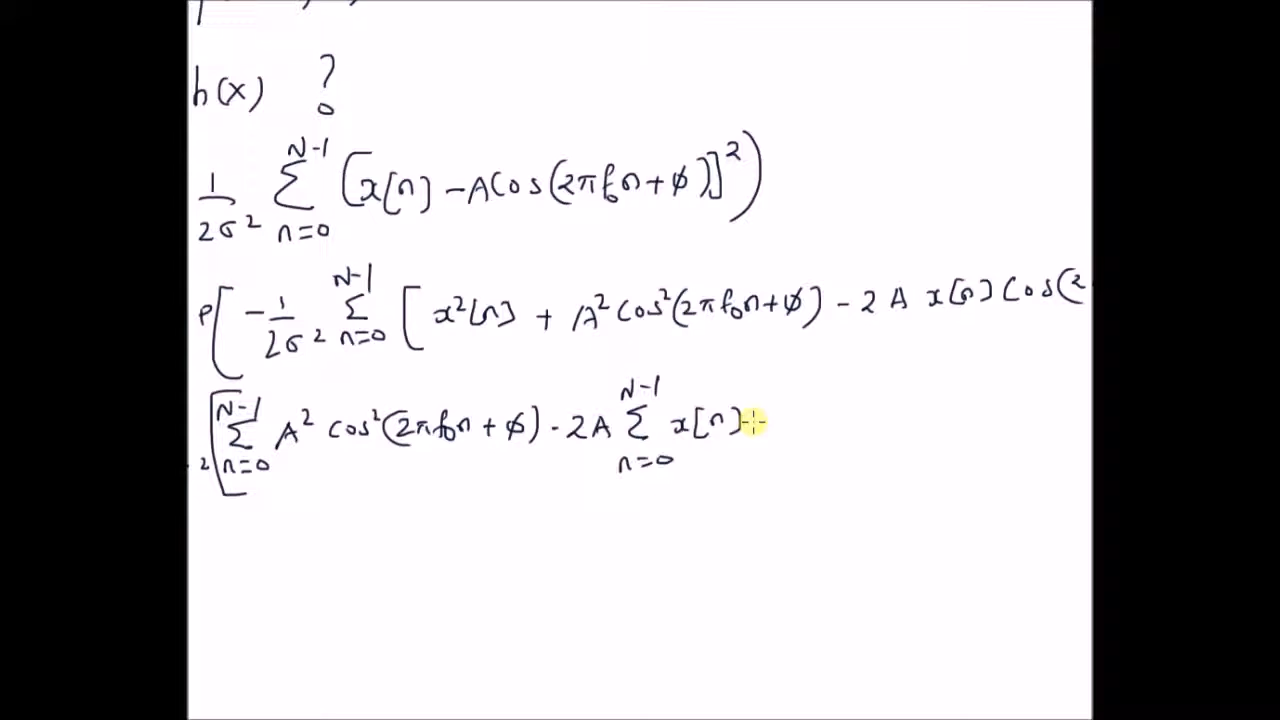 h(x) ?
1/2σ² Σ_{n=0}^{N-1} (x[n] - A Cos(2πf₀n + φ)]²)
p[ -1/2σ² Σ_{n=0}^{N-1} [ x²[n] + A² Cos²(2πf₀n + φ) - 2 A x[n] Cos(2
2 [ Σ_{n=0}^{N-1} A² cos²(2πf₀n + φ) - 2A Σ_{n=0}^{N-1} x[n]